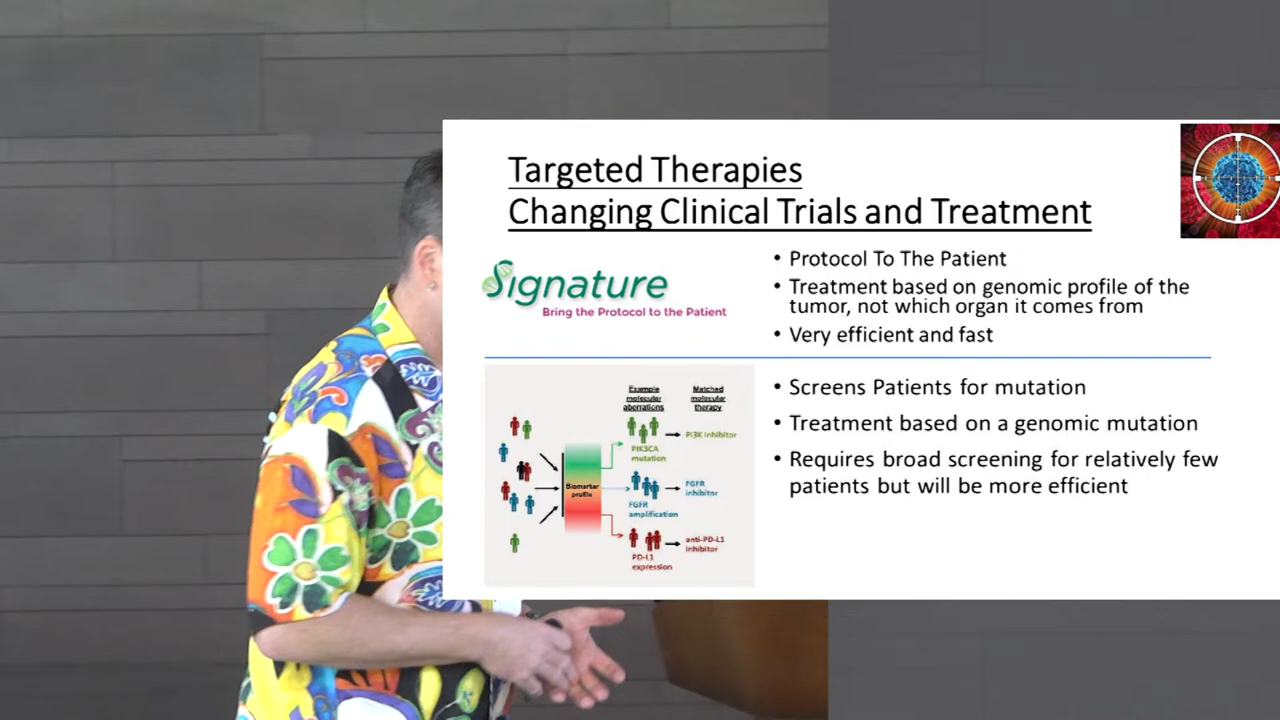 Targeted Therapies
Changing Clinical Trials and Treatment
Signature
Bring the Protocol to the Patient
• Protocol To The Patient
• Treatment based on genomic profile of the
tumor, not which organ it comes from
• Very efficient and fast
Example
molecular
aberrations
Matched
molecular
therapy
PIK3CA
mutation
PI3K inhibitor
Biomarker
profile
FGFR
amplification
FGFR
inhibitor
PD-L1
expression
anti-PD-L1
inhibitor
• Screens Patients for mutation
• Treatment based on a genomic mutation
• Requires broad screening for relatively few
patients but will be more efficient